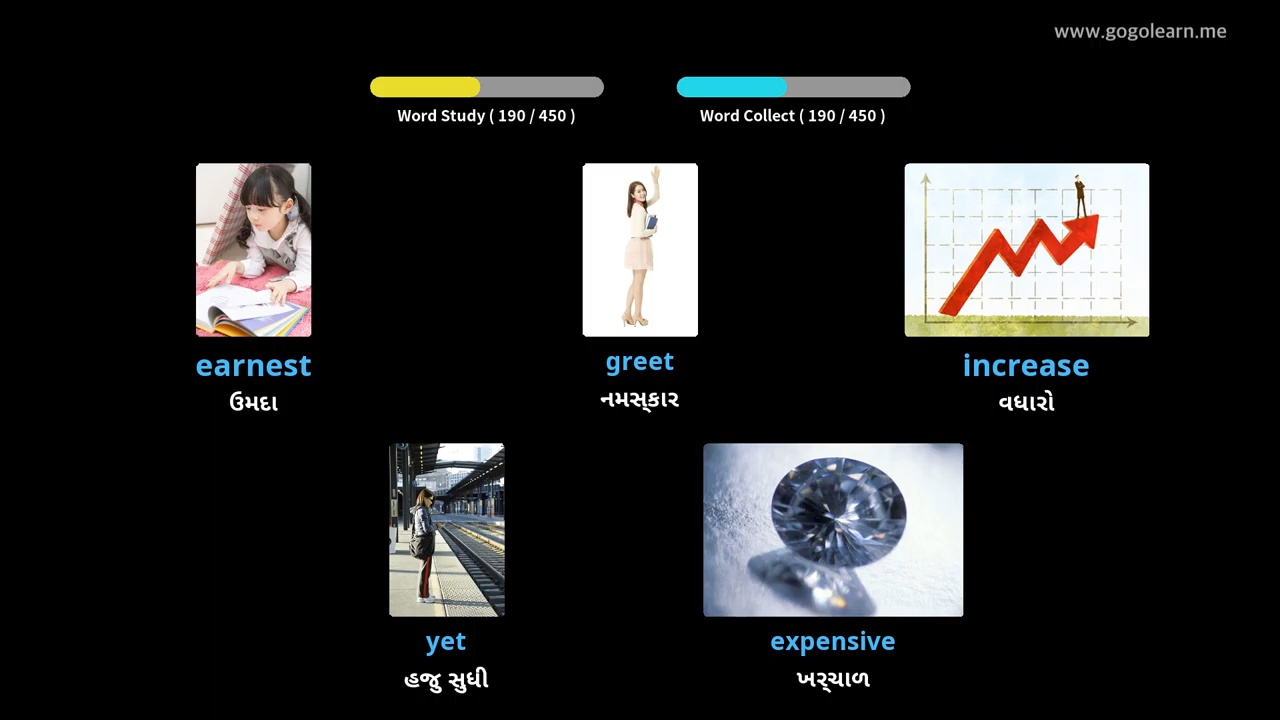 www.gogolearn.me
Word Study ( 190 / 450 )
Word Collect ( 190 / 450 )
earnest
ઉમદા
greet
નમસ્કાર
increase
વધારો
yet
હજુ સુધી
expensive
ખર્ચાળ